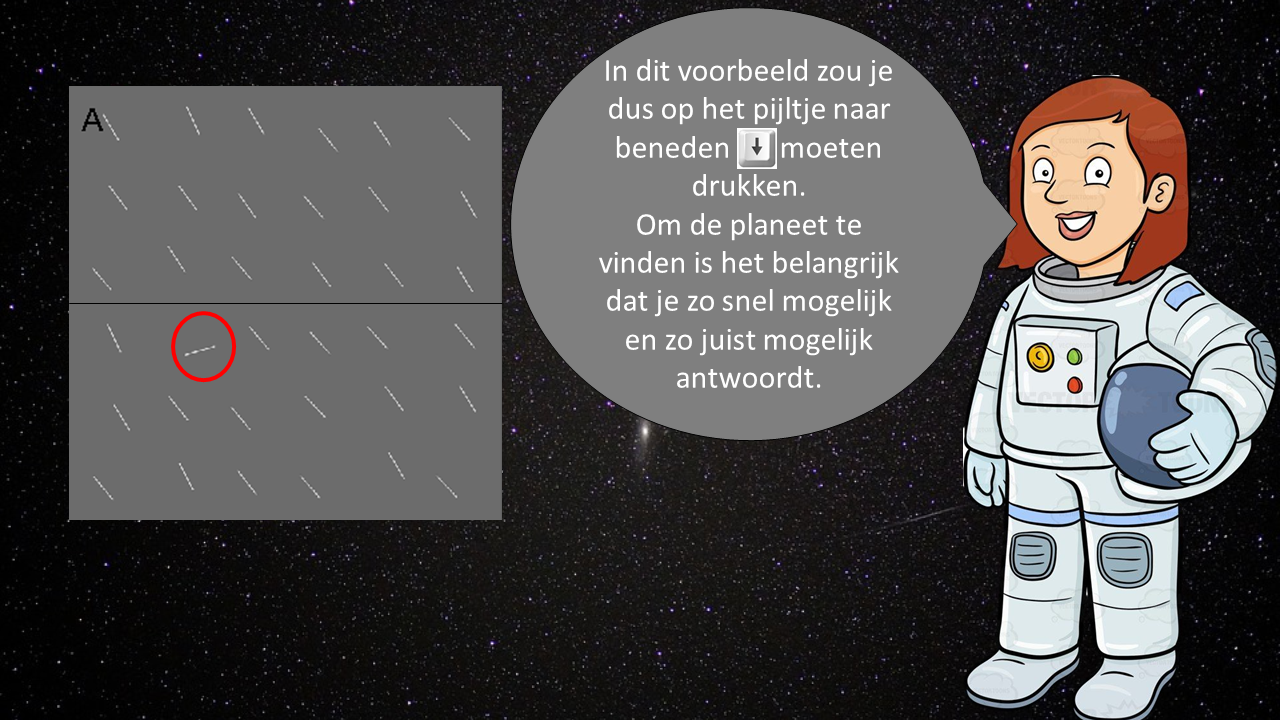 A
In dit voorbeeld zou je
dus op het pijltje naar
beneden ↓ moeten
drukken.
Om de planeet te
vinden is het belangrijk
dat je zo snel mogelijk
en zo juist mogelijk
antwoordt.